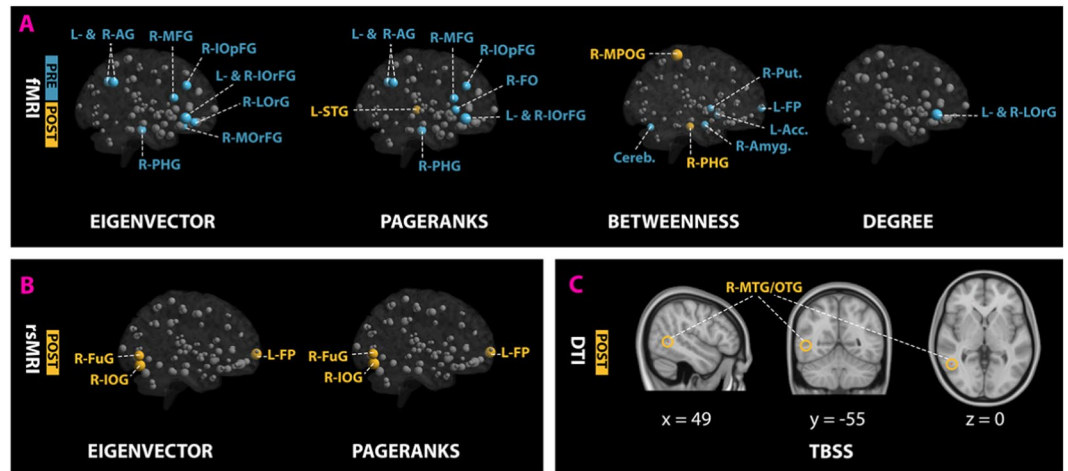 A
fMRI
PRE
POST
L- & R-AG
R-MFG
R-IOpFG
L- & R-IOrFG
R-LOrG
R-MOrFG
R-PHG
EIGENVECTOR
L- & R-AG
R-MFG
R-IOpFG
R-FO
L-STG
L- & R-IOrFG
R-PHG
PAGERANKS
R-MPOG
R-Put.
L-FP
L-Acc.
R-Amyg.
Cereb.
R-PHG
BETWEENNESS
L- & R-LOrG
DEGREE
B
rsMRI
POST
R-FuG
R-IOG
L-FP
EIGENVECTOR
R-FuG
R-IOG
L-FP
PAGERANKS
C
DTI
POST
R-MTG/OTG
x = 49
y = -55
z = 0
TBSS